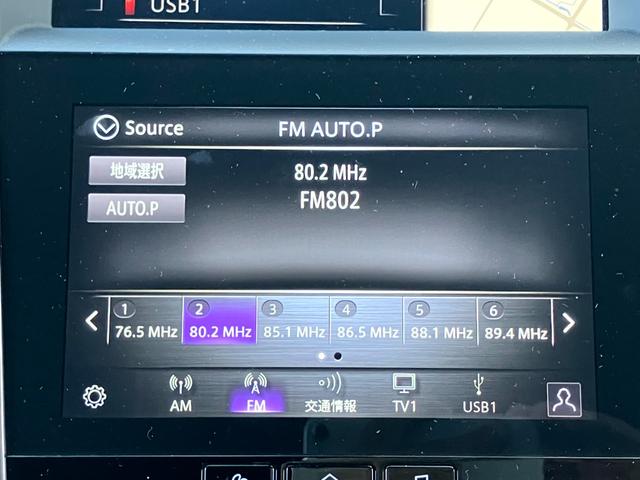 USB1
Source
FM AUTO.P
地域選択
80.2 MHz
AUTO.P
FM802
1 2 3 4 5 6
76.5 MHz 80.2 MHz 85.1 MHz 86.5 MHz 88.1 MHz 89.4 MHz
AM FM 交通情報 TV1 USB1